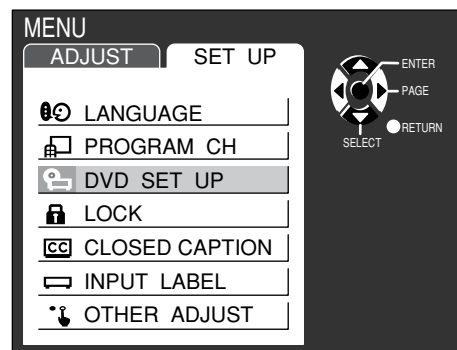 MENU
ADJUST SET UP
LANGUAGE
PROGRAM CH
DVD SET UP
LOCK
CC CLOSED CAPTION
INPUT LABEL
OTHER ADJUST
ENTER
PAGE
RETURN
SELECT